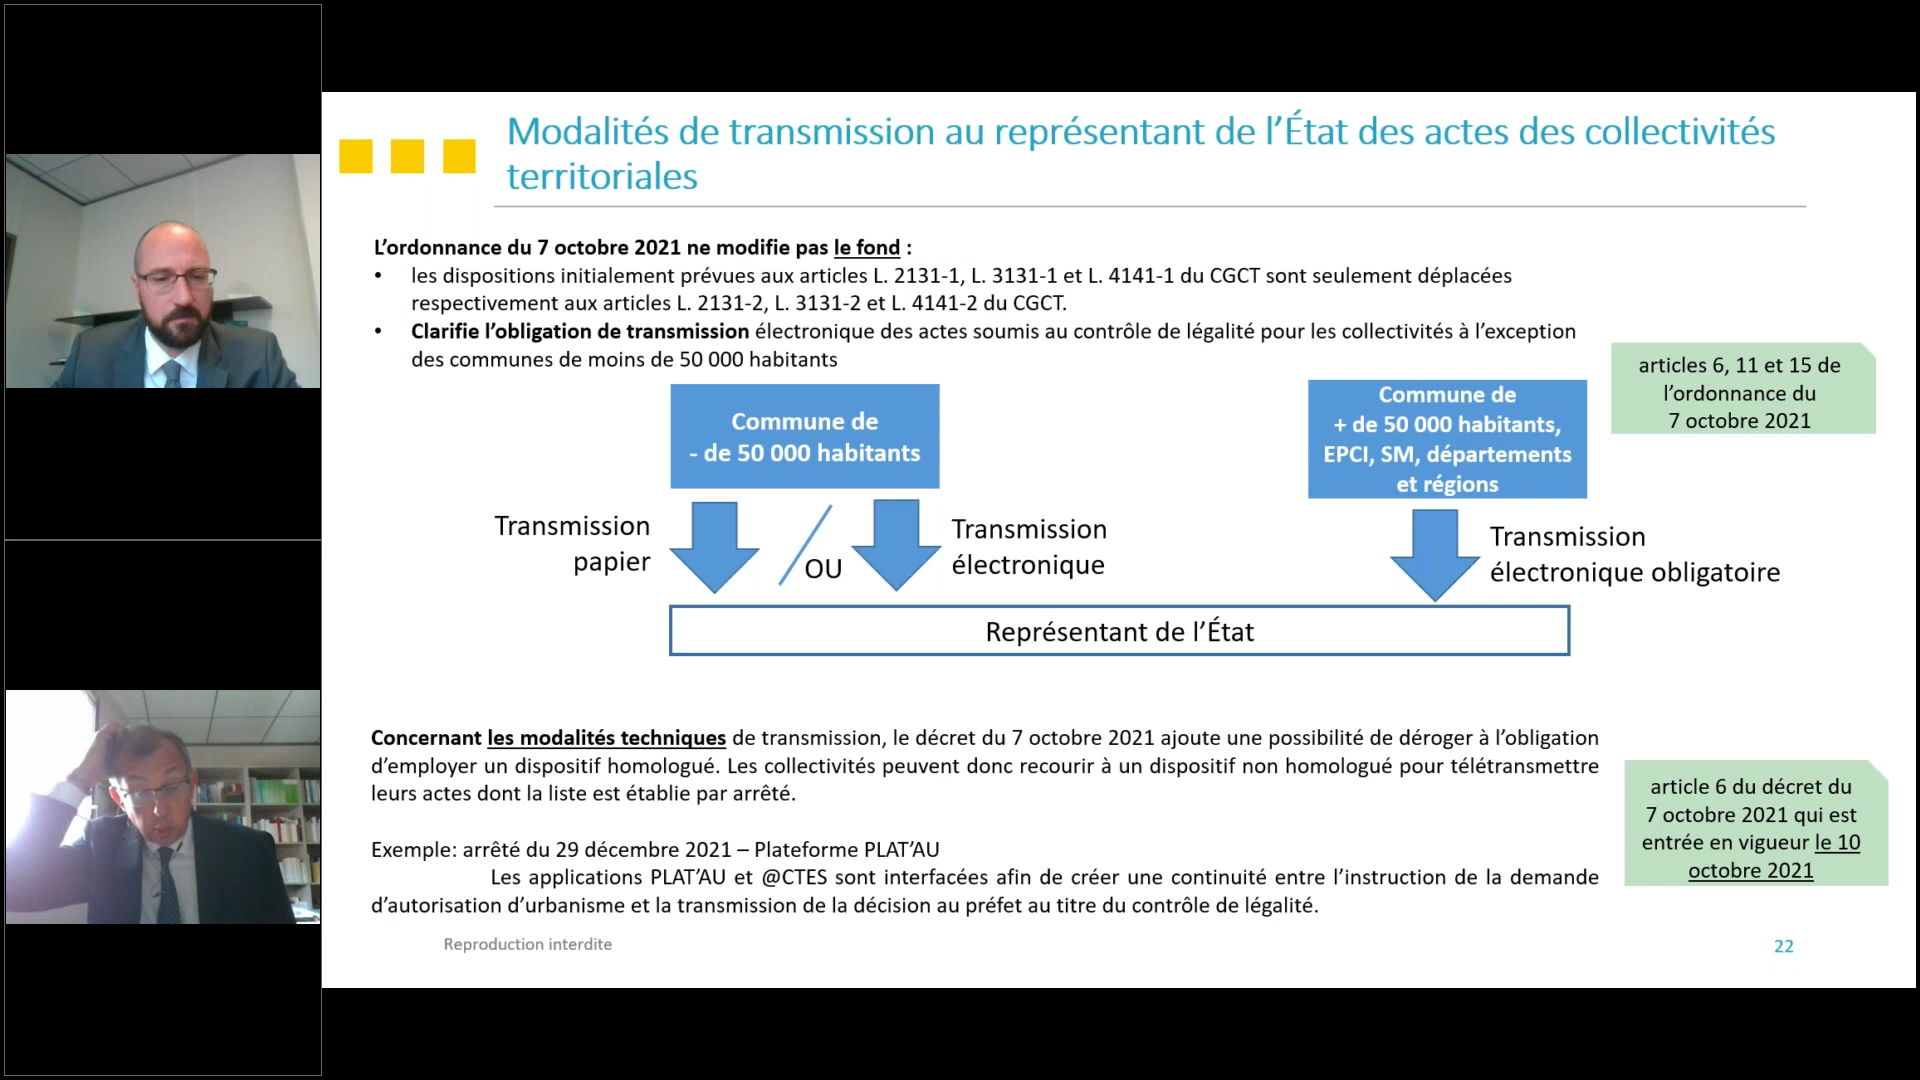 Modalités de transmission au représentant de l’État des actes des collectivités
territoriales
L’ordonnance du 7 octobre 2021 ne modifie pas le fond :
• les dispositions initialement prévues aux articles L. 2131-1, L. 3131-1 et L. 4141-1 du CGCT sont seulement déplacées
respectivement aux articles L. 2131-2, L. 3131-2 et L. 4141-2 du CGCT.
• Clarifie l’obligation de transmission électronique des actes soumis au contrôle de légalité pour les collectivités à l’exception
des communes de moins de 50 000 habitants
articles 6, 11 et 15 de
l’ordonnance du
7 octobre 2021
Commune de
- de 50 000 habitants
Commune de
+ de 50 000 habitants,
EPCI, SM, départements
et régions
Transmission
papier
OU
Transmission
électronique
Transmission
électronique obligatoire
Représentant de l’État
Concernant les modalités techniques de transmission, le décret du 7 octobre 2021 ajoute une possibilité de déroger à l’obligation
d’employer un dispositif homologué. Les collectivités peuvent donc recourir à un dispositif non homologué pour télétransmettre
leurs actes dont la liste est établie par arrêté.
article 6 du décret du
7 octobre 2021 qui est
entrée en vigueur le 10
octobre 2021
Exemple: arrêté du 29 décembre 2021 – Plateforme PLAT’AU
Les applications PLAT’AU et @CTES sont interfacées afin de créer une continuité entre l’instruction de la demande
d’autorisation d’urbanisme et la transmission de la décision au préfet au titre du contrôle de légalité.
Reproduction interdite
22